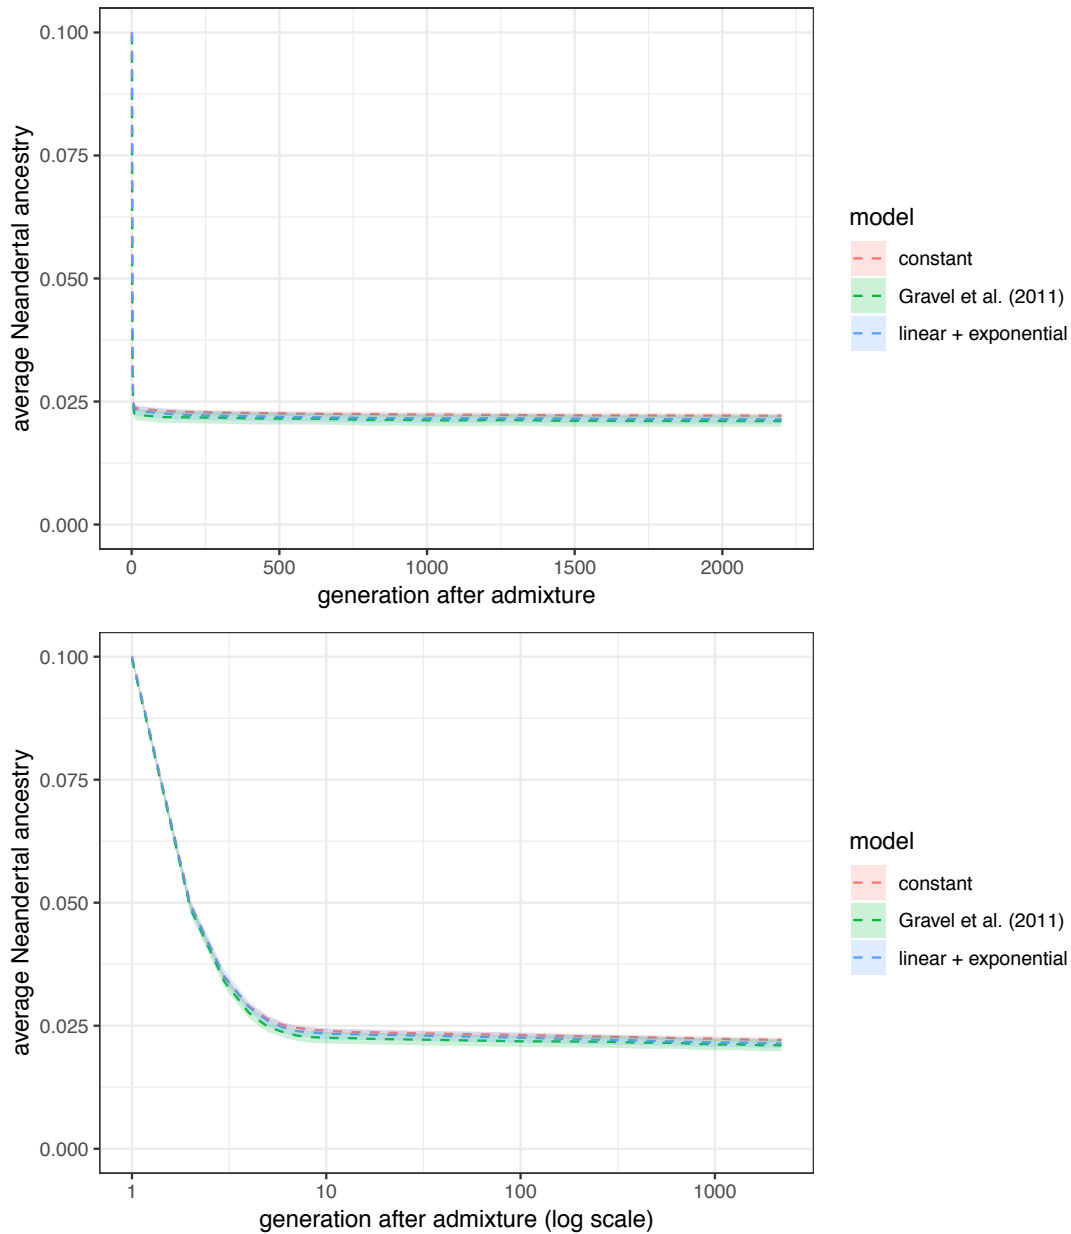 average Neandertal ancestry
0.100
0.075
0.050
0.025
0.000
0 500 1000 1500 2000
generation after admixture
model
constant
Gravel et al. (2011)
linear + exponential
average Neandertal ancestry
0.100
0.075
0.050
0.025
0.000
1 10 100 1000
generation after admixture (log scale)
model
constant
Gravel et al. (2011)
linear + exponential